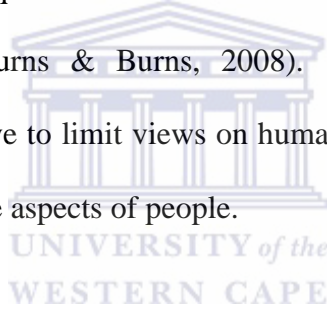 urns & Burns, 2008).
ve to limit views on huma
e aspects of people.
UNIVERSITY of the
WESTERN CAPE